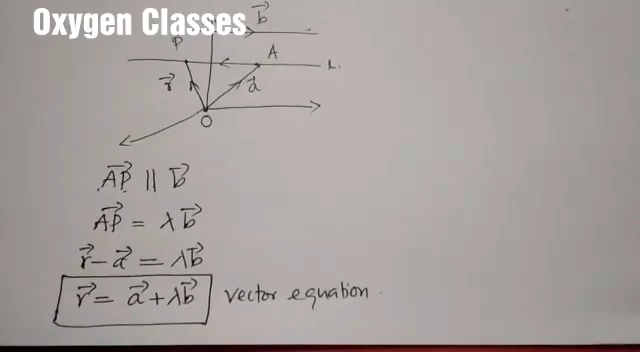 Oxygen Classes
b⃗
P
A
L.
r⃗
a⃗
O
AP⃗ || b⃗
AP⃗ = λb⃗
r⃗ - a⃗ = λb⃗
r⃗ = a⃗ + λb⃗ vector equation.